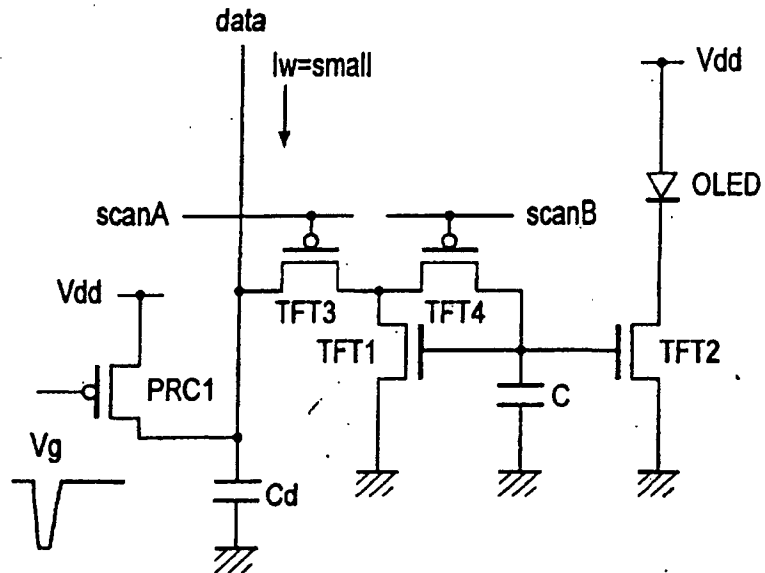 data
Iw=small
Vdd
OLED
scanA
scanB
Vdd
TFT3
TFT4
TFT1
TFT2
PRC1
C
Vg
Cd